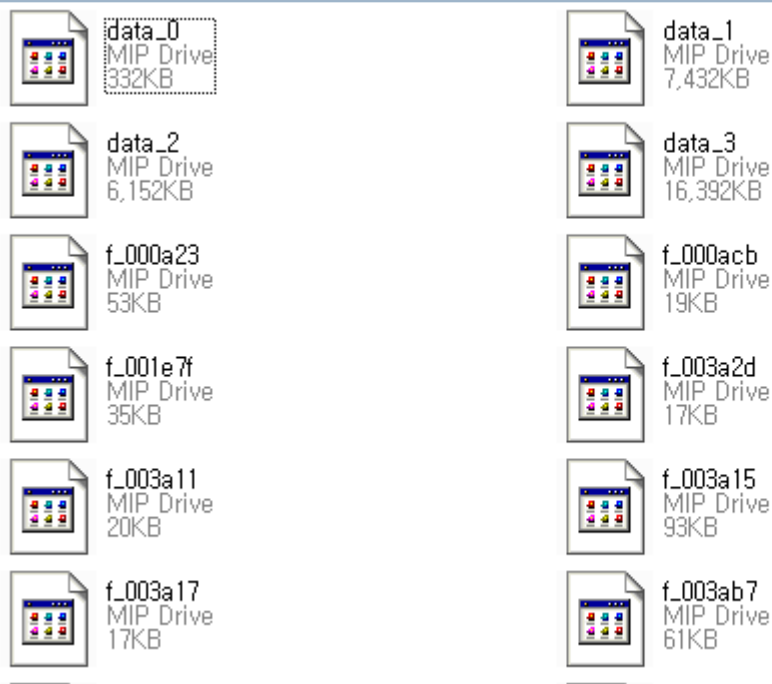 data_0
MIP Drive
332KB
data_1
MIP Drive
7,432KB
data_2
MIP Drive
6,152KB
data_3
MIP Drive
16,392KB
f_000a23
MIP Drive
53KB
f_000acb
MIP Drive
19KB
f_001e7f
MIP Drive
35KB
f_003a2d
MIP Drive
17KB
f_003a11
MIP Drive
20KB
f_003a15
MIP Drive
93KB
f_003a17
MIP Drive
17KB
f_003ab7
MIP Drive
61KB